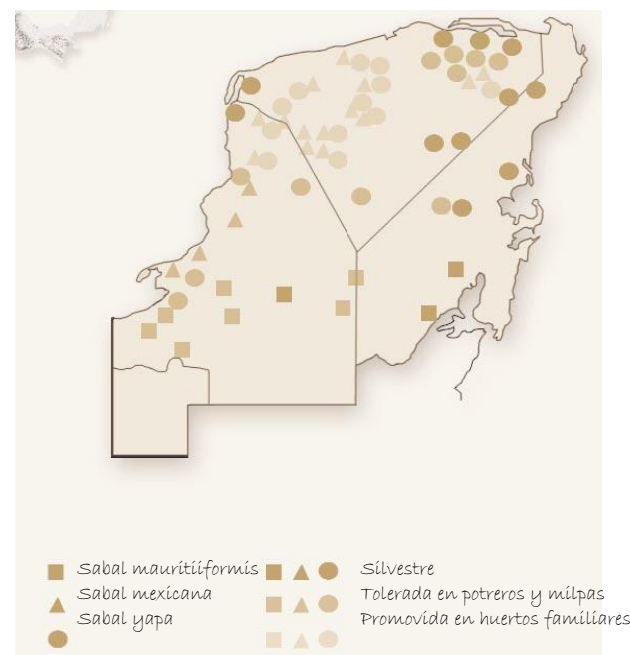 Sabal mauritiiformis
Sabal mexicana
Sabal yapa
Silvestre
Tolerada en potreros y milpas
Promovida en huertos familiares